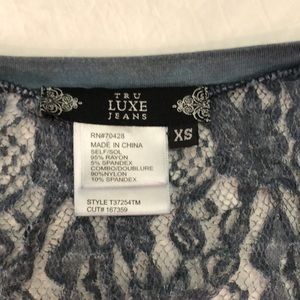 TRU
LUXE
JEANS
XS
RN#70428
MADE IN CHINA
SELF/SOL
95% RAYON
5% SPANDEX
COMBO/DOUBLURE
90%NYLON
10% SPANDEX
STYLE T37254TM
CUT# 167359